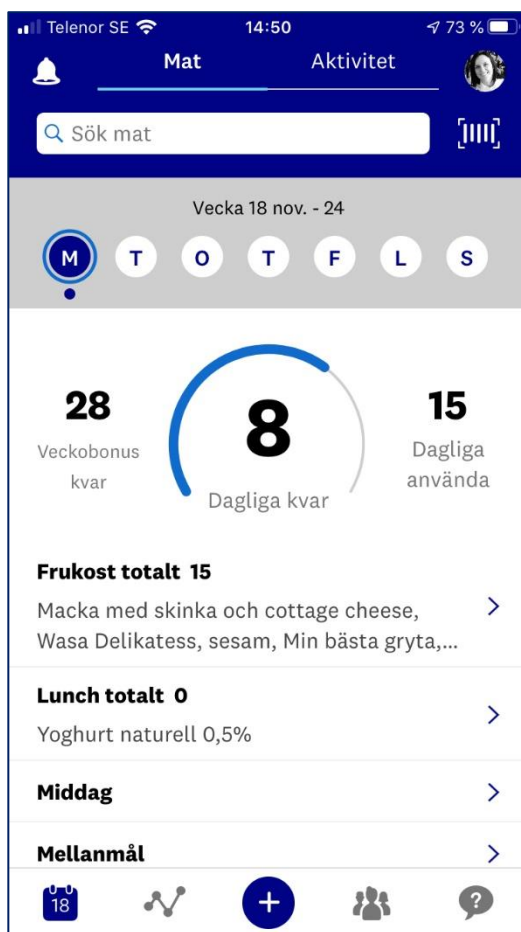 Telenor SE 14:50 73 %
Mat Aktivitet
Sök mat
Vecka 18 nov. - 24
M T O T F L S
28
Veckobonus
kvar
8
Dagliga kvar
15
Dagliga
använda
Frukost totalt 15
Macka med skinka och cottage cheese,
Wasa Delikatess, sesam, Min bästa gryta,...
Lunch totalt 0
Yoghurt naturell 0,5%
Middag
Mellanmål
18
+
?